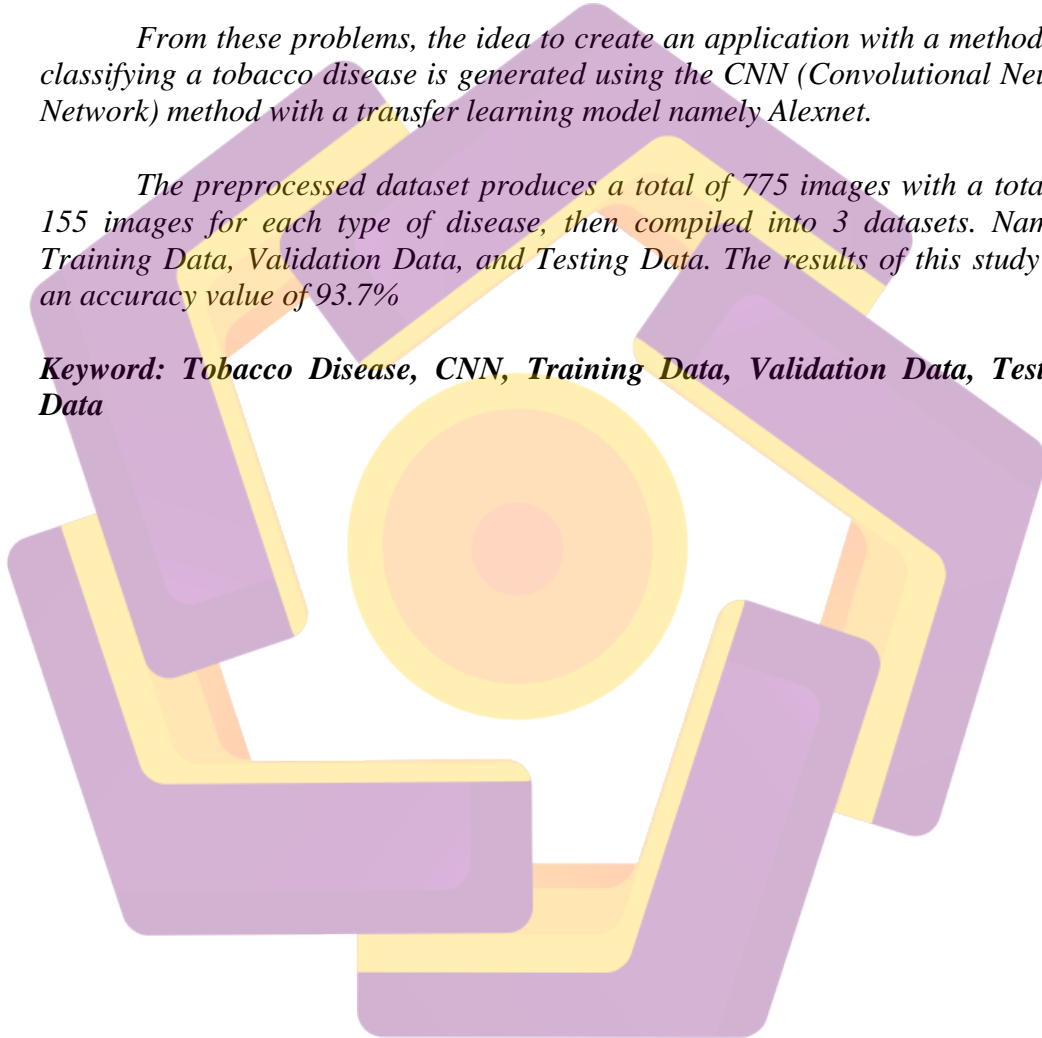 From these problems, the idea to create an application with a method
classifying a tobacco disease is generated using the CNN (Convolutional Neu
Network) method with a transfer learning model namely Alexnet.
The preprocessed dataset produces a total of 775 images with a tota
155 images for each type of disease, then compiled into 3 datasets. Nam
Training Data, Validation Data, and Testing Data. The results of this study
an accuracy value of 93.7%
Keyword: Tobacco Disease, CNN, Training Data, Validation Data, Test
Data